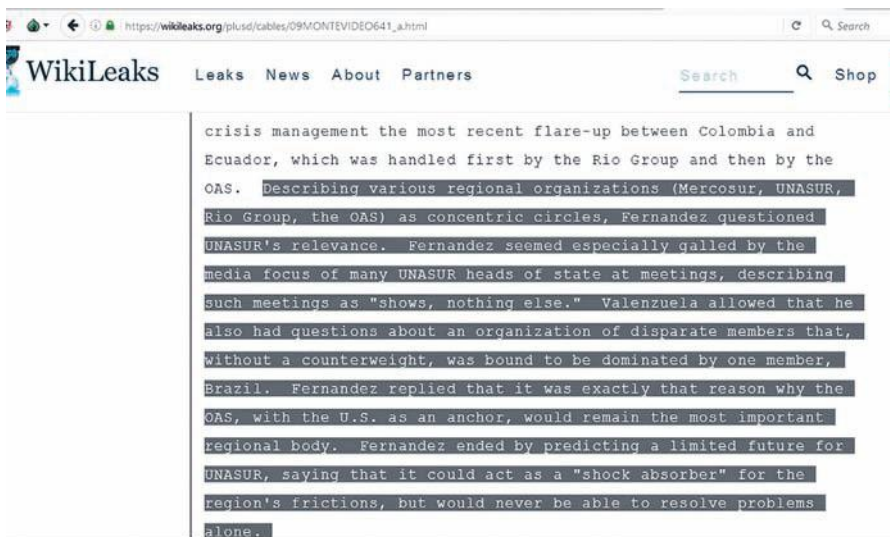 https://wikileaks.org/plusd/cables/09MONTEVIDEO641_a.html Search
WikiLeaks Leaks News About Partners Search Shop
crisis management the most recent flare-up between Colombia and
Ecuador, which was handled first by the Rio Group and then by the
OAS. Describing various regional organizations (Mercosur, UNASUR,
Rio Group, the OAS) as concentric circles, Fernandez questioned
UNASUR's relevance. Fernandez seemed especially galled by the
media focus of many UNASUR heads of state at meetings, describing
such meetings as "shows, nothing else." Valenzuela allowed that he
also had questions about an organization of disparate members that,
without a counterweight, was bound to be dominated by one member,
Brazil. Fernandez replied that it was exactly that reason why the
OAS, with the U.S. as an anchor, would remain the most important
regional body. Fernandez ended by predicting a limited future for
UNASUR, saying that it could act as a "shock absorber" for the
region's frictions, but would never be able to resolve problems
alone.